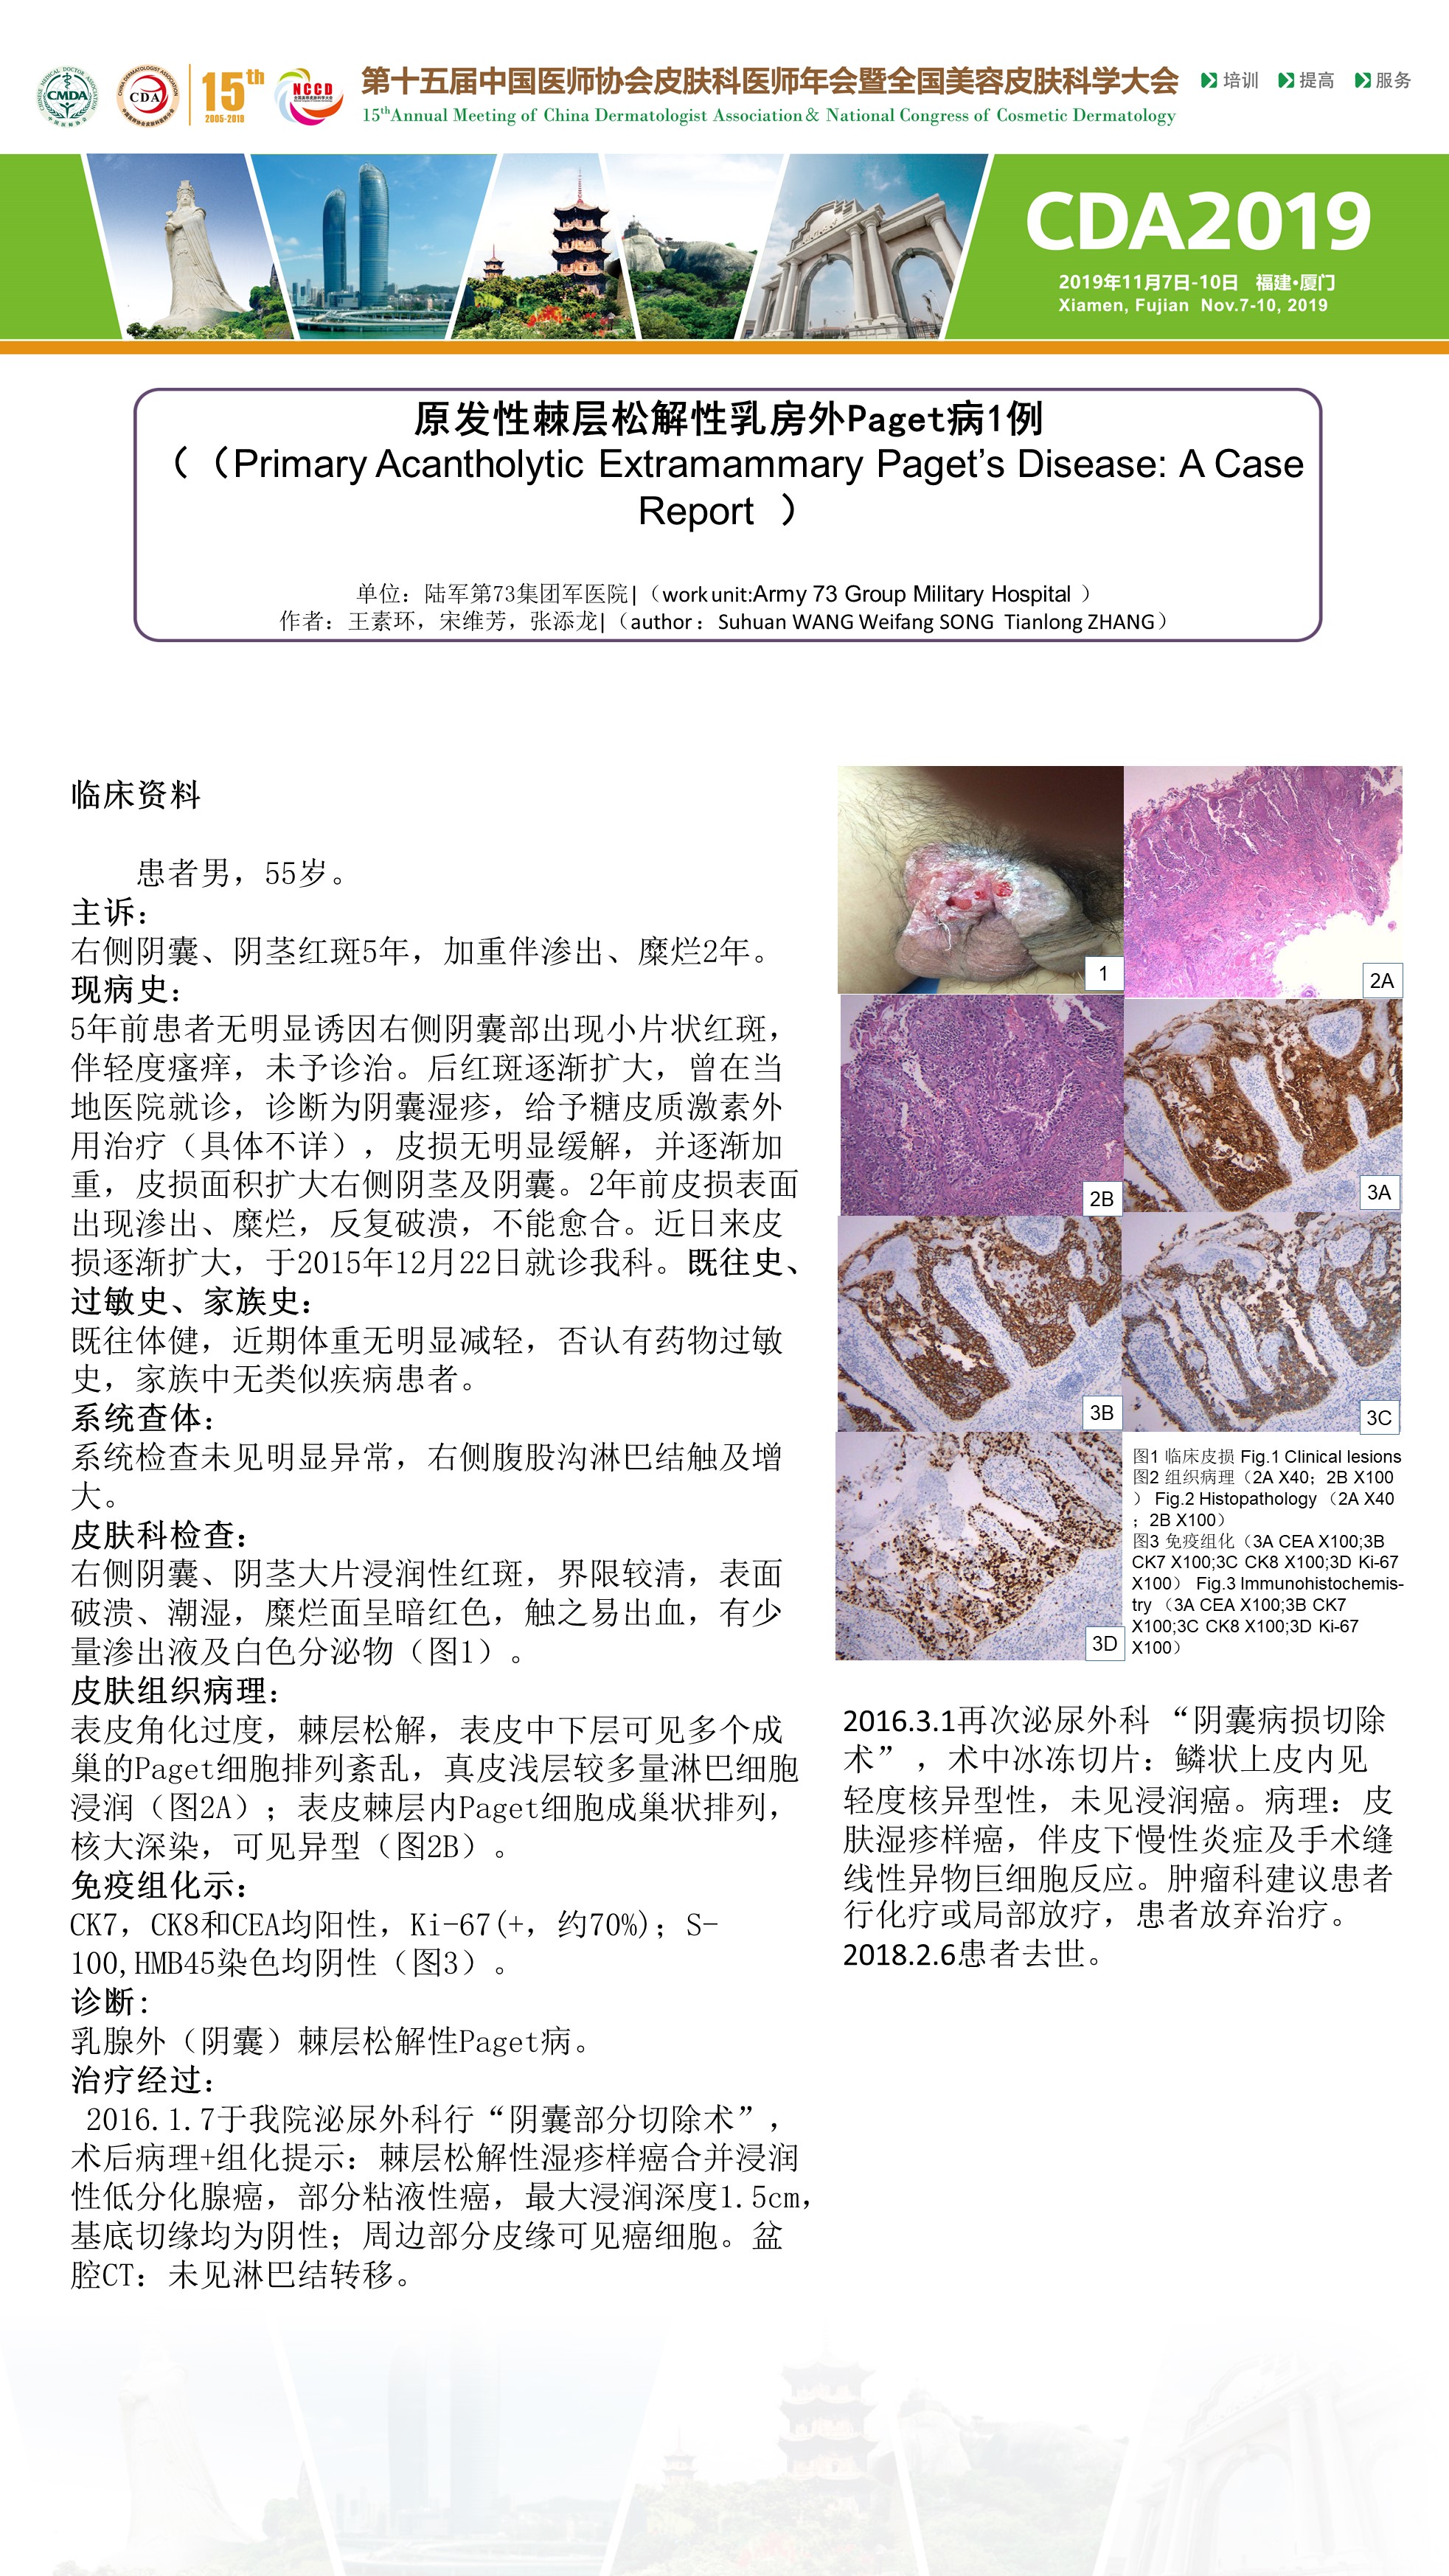 CHINESE MEDICAL DOCTOR ASSOCIATION
CMDA
中国医师协会
CHINA DERMATOLOGIST ASSOCIATION
CDA
15th
2005-2019
NCCD
第十五届中国医师协会皮肤科医师年会暨全国美容皮肤科学大会
15thAnnual Meeting of China Dermatologist Association& National Congress of Cosmetic Dermatology
培训 提高 服务
CDA2019
2019年11月7日-10日 福建•厦门
Xiamen, Fujian Nov.7-10, 2019
原发性棘层松解性乳房外Paget病1例
（（Primary Acantholytic Extramammary Paget’s Disease: A Case
Report ）
单位：陆军第73集团军医院|（work unit:Army 73 Group Military Hospital ）
作者：王素环，宋维芳，张添龙|（author： Suhuan WANG Weifang SONG Tianlong ZHANG）
临床资料
患者男，55岁。
主诉：
右侧阴囊、阴茎红斑5年，加重伴渗出、糜烂2年。
现病史：
5年前患者无明显诱因右侧阴囊部出现小片状红斑，
伴轻度瘙痒，未予诊治。后红斑逐渐扩大，曾在当
地医院就诊，诊断为阴囊湿疹，给予糖皮质激素外
用治疗（具体不详），皮损无明显缓解，并逐渐加
重，皮损面积扩大右侧阴茎及阴囊。2年前皮损表面
出现渗出、糜烂，反复破溃，不能愈合。近日来皮
损逐渐扩大，于2015年12月22日就诊我科。既往史、
过敏史、家族史：
既往体健，近期体重无明显减轻，否认有药物过敏
史，家族中无类似疾病患者。
系统查体：
系统检查未见明显异常，右侧腹股沟淋巴结触及增
大。
皮肤科检查：
右侧阴囊、阴茎大片浸润性红斑，界限较清，表面
破溃、潮湿，糜烂面呈暗红色，触之易出血，有少
量渗出液及白色分泌物（图1）。
皮肤组织病理：
表皮角化过度，棘层松解，表皮中下层可见多个成
巢的Paget细胞排列紊乱，真皮浅层较多量淋巴细胞
浸润（图2A）；表皮棘层内Paget细胞成巢状排列，
核大深染，可见异型（图2B）。
免疫组化示：
CK7，CK8和CEA均阳性，Ki-67(+，约70%)；S-
100,HMB45染色均阴性（图3）。
诊断：
乳腺外（阴囊）棘层松解性Paget病。
治疗经过：
2016.1.7于我院泌尿外科行“阴囊部分切除术”，
术后病理+组化提示：棘层松解性湿疹样癌合并浸润
性低分化腺癌，部分粘液性癌，最大浸润深度1.5cm，
基底切缘均为阴性；周边部分皮缘可见癌细胞。盆
腔CT：未见淋巴结转移。
1
2A
2B
3A
3B
3C
3D
图1 临床皮损 Fig.1 Clinical lesions
图2 组织病理（2A X40；2B X100
） Fig.2 Histopathology （2A X40
；2B X100）
图3 免疫组化（3A CEA X100;3B
CK7 X100;3C CK8 X100;3D Ki-67
X100） Fig.3 Immunohistochemis-
try （3A CEA X100;3B CK7
X100;3C CK8 X100;3D Ki-67
X100）
2016.3.1再次泌尿外科 “阴囊病损切除
术” ，术中冰冻切片：鳞状上皮内见
轻度核异型性，未见浸润癌。病理：皮
肤湿疹样癌，伴皮下慢性炎症及手术缝
线性异物巨细胞反应。肿瘤科建议患者
行化疗或局部放疗，患者放弃治疗。
2018.2.6患者去世。